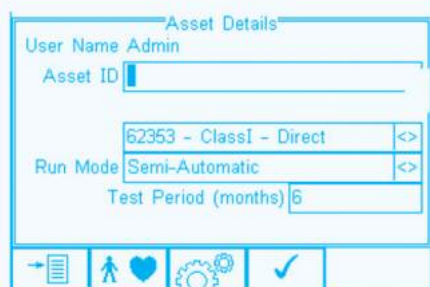 Asset Details
User Name Admin
Asset ID
62353 - ClassI - Direct <>
Run Mode Semi-Automatic <>
Test Period (months) 6